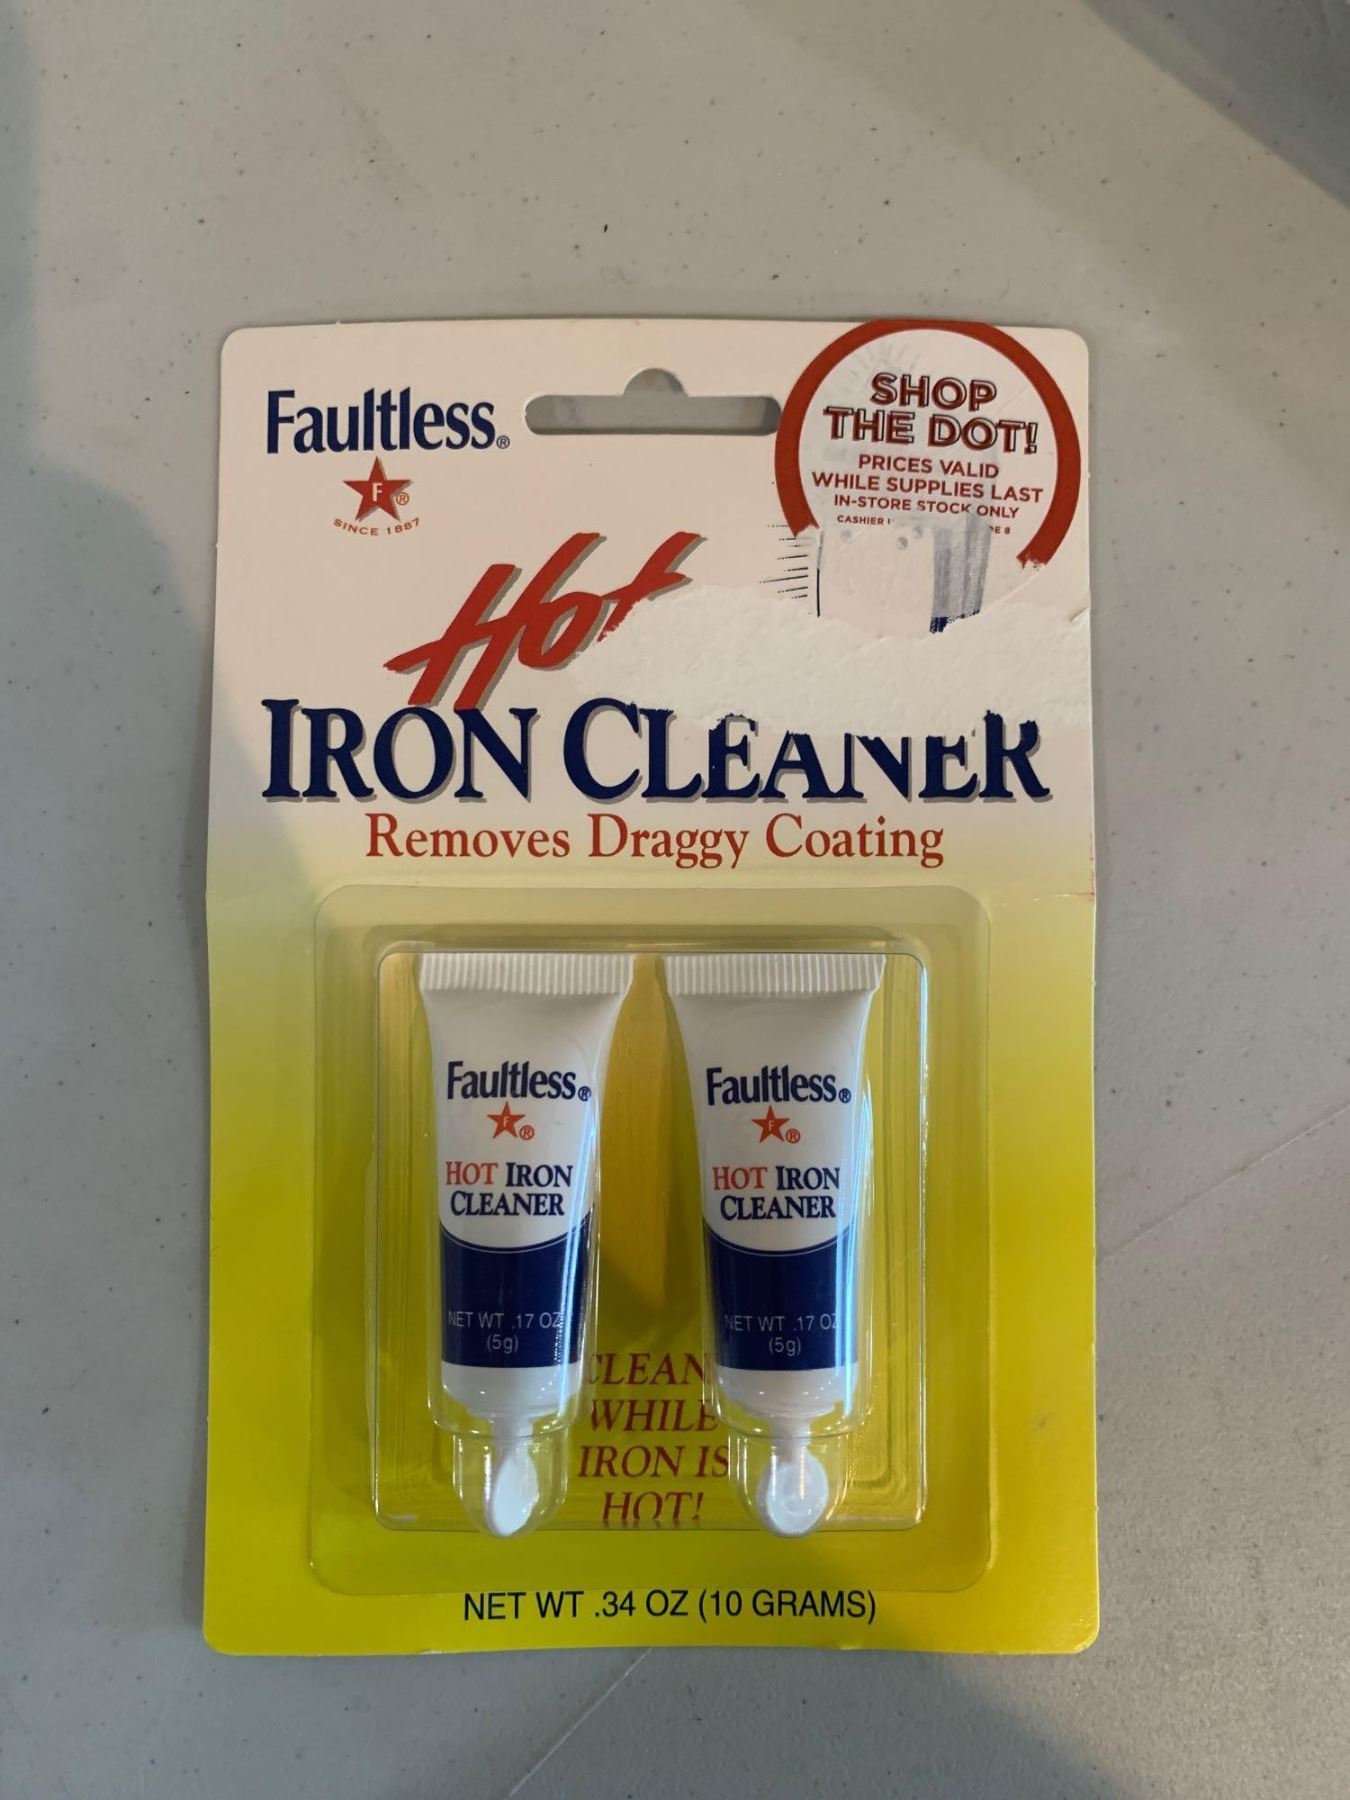 Faultless®
F®
SINCE 1887
SHOP
THE DOT!
PRICES VALID
WHILE SUPPLIES LAST
IN-STORE STOCK ONLY
CASHIER
Hot
IRON CLEANER
Removes Draggy Coating
Faultless®
F®
HOT IRON
CLEANER
NET WT .17 OZ
(5g)
Faultless®
F®
HOT IRON
CLEANER
NET WT .17 OZ
(5g)
CLEAN
WHILE
IRON IS
HOT!
NET WT .34 OZ (10 GRAMS)